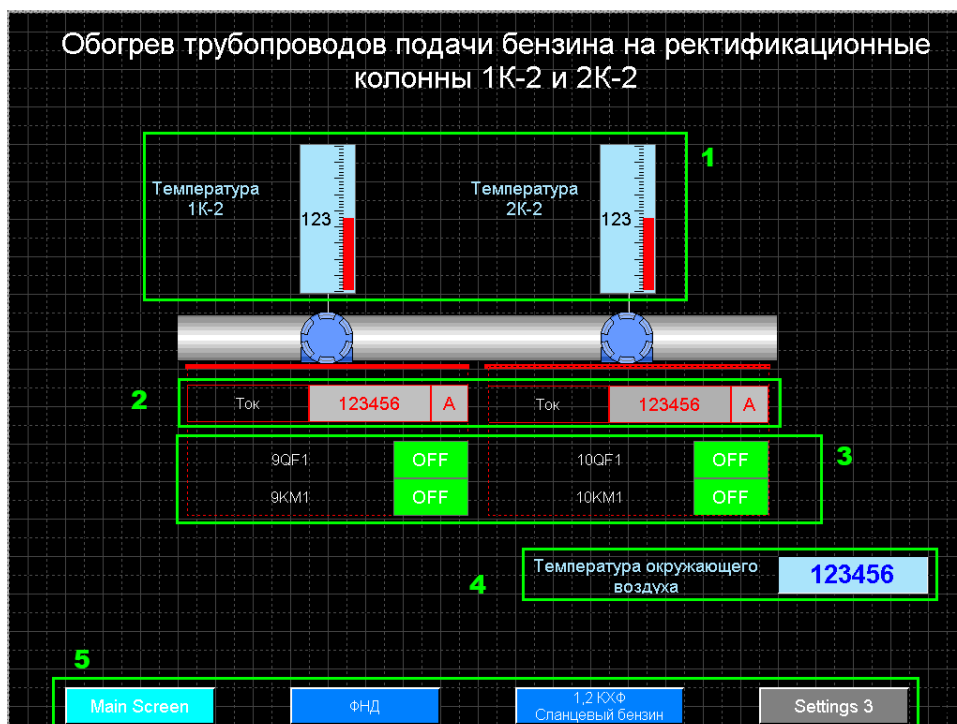 Обогрев трубопроводов подачи бензина на ректификационные
колонны 1К-2 и 2К-2
1
Температура
1К-2
123
Температура
2К-2
123
2
Ток 123456 A
Ток 123456 A
3
9QF1 OFF
10QF1 OFF
9KM1 OFF
10KM1 OFF
4
Температура окружающего
воздуха
123456
5
Main Screen
ФНД
1,2 КХФ
Сланцевый бензин
Settings 3